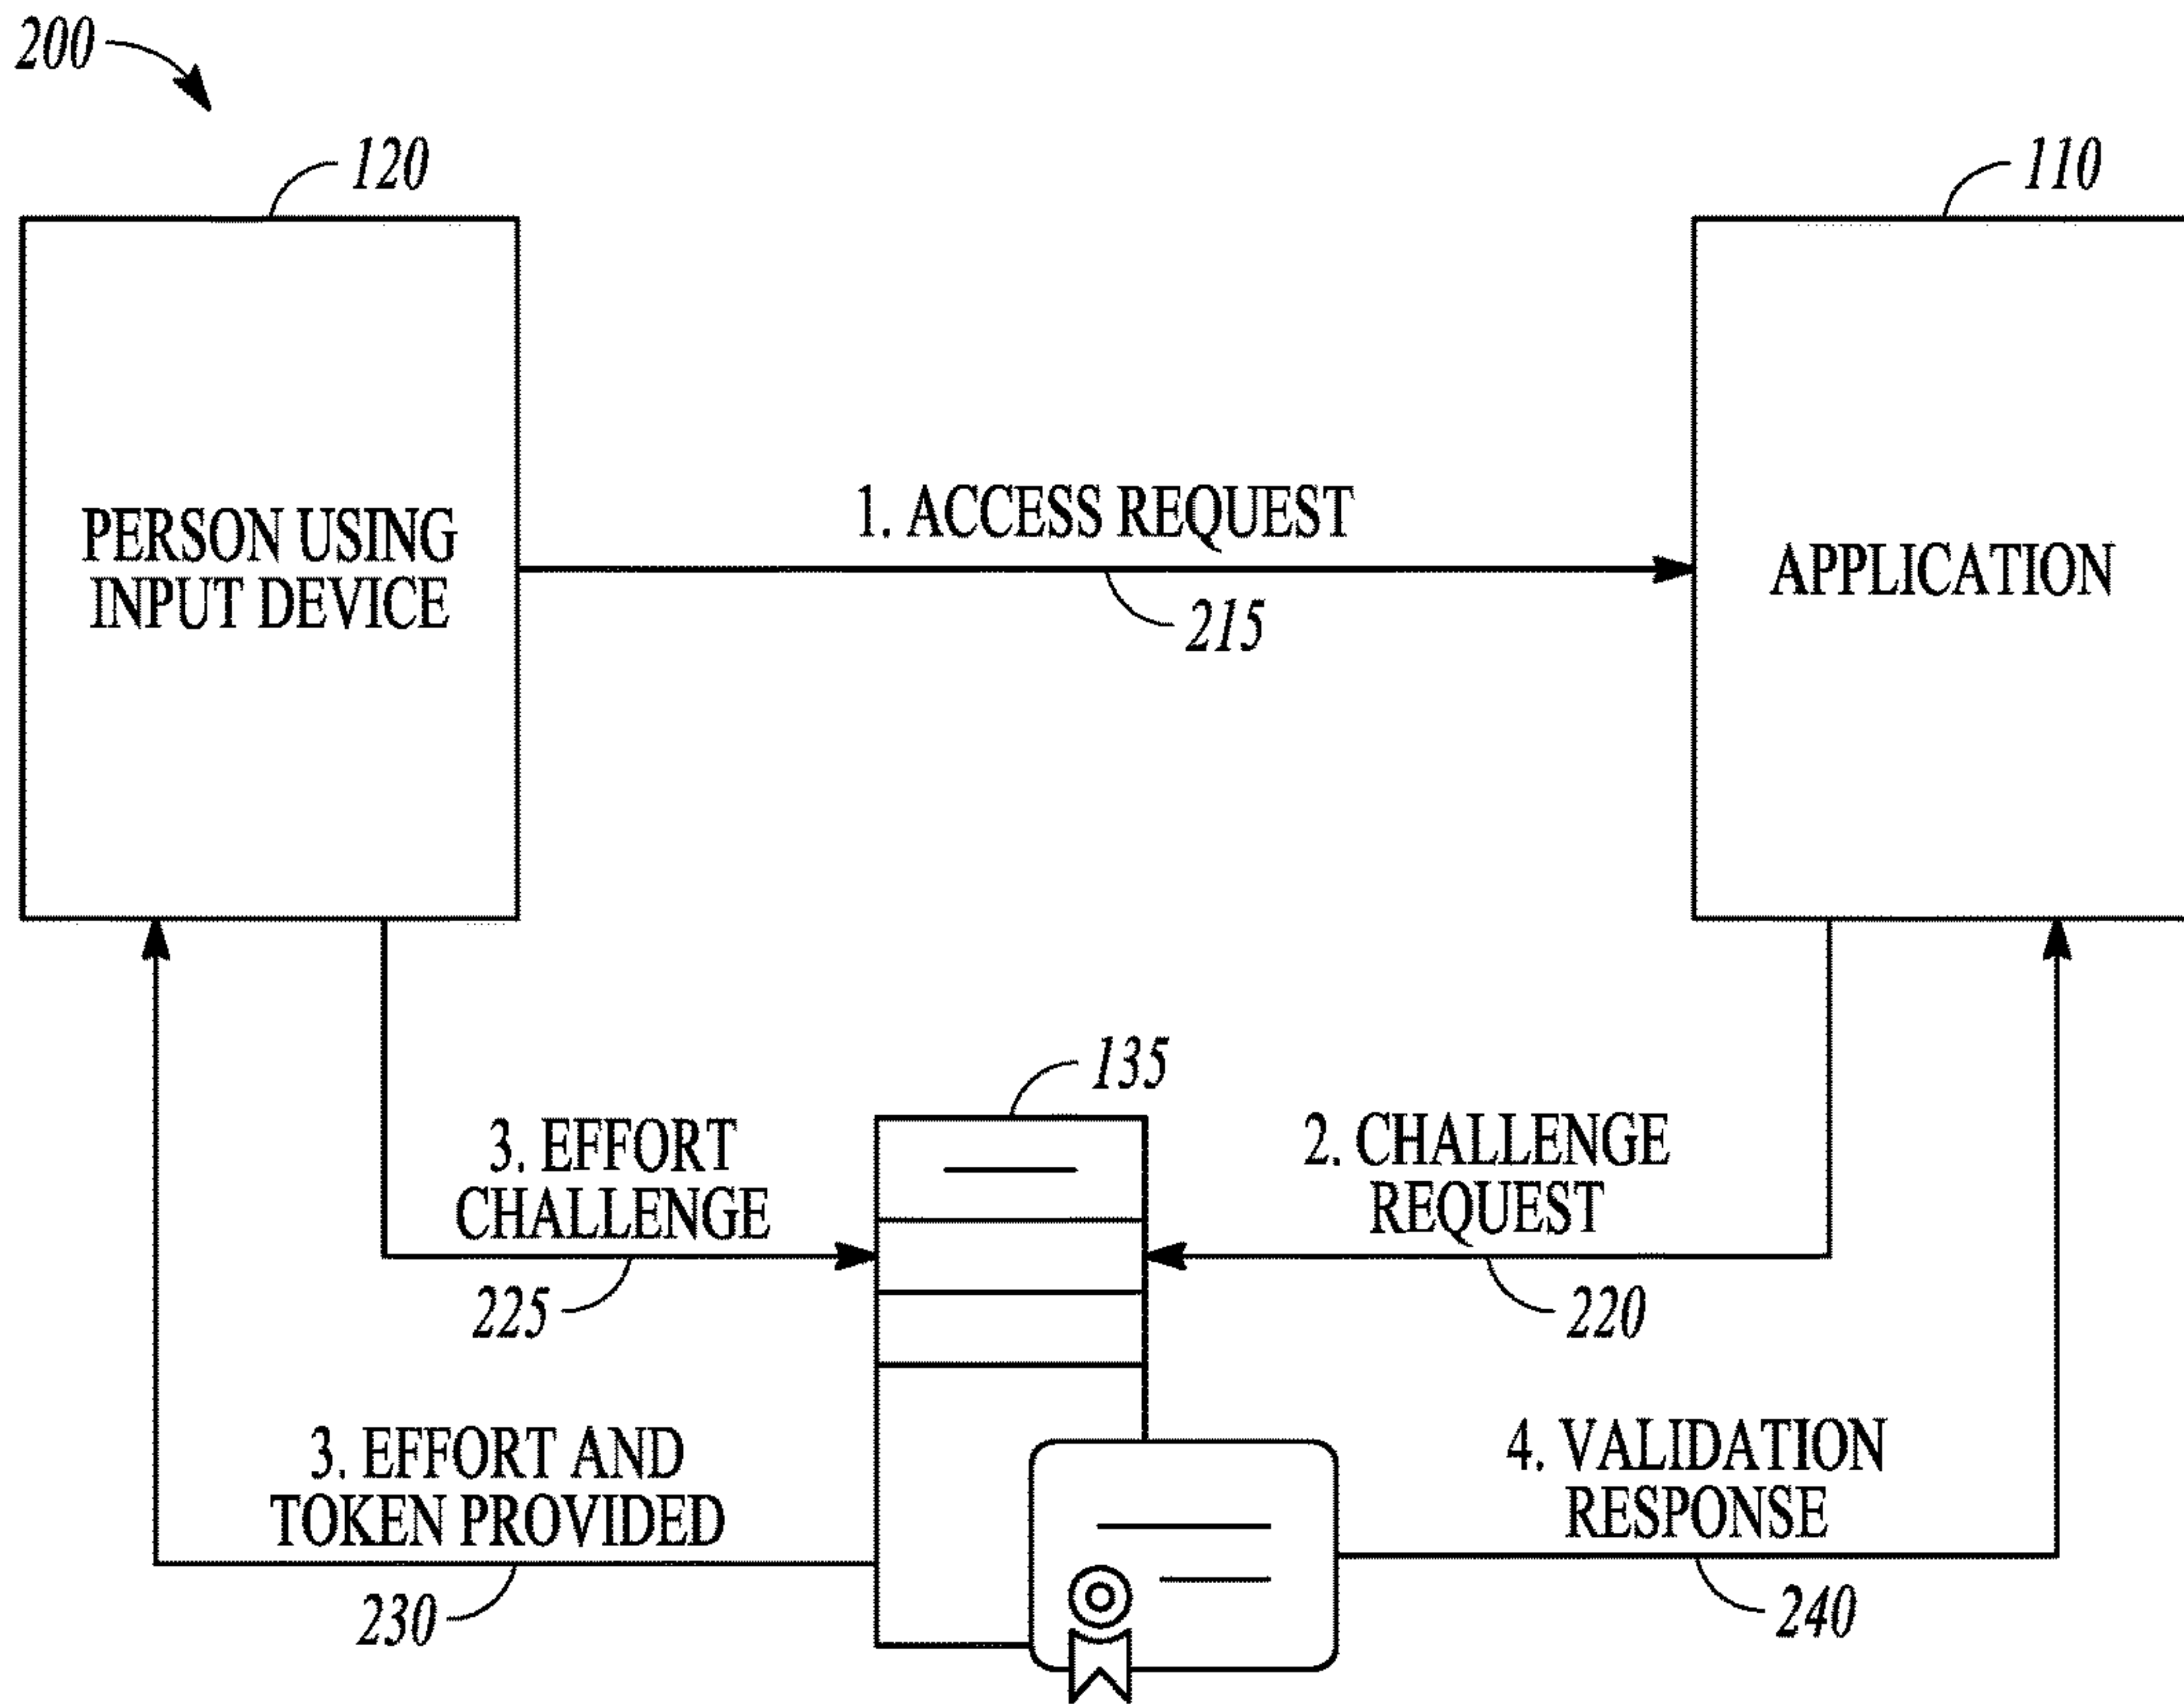 200
120
110
PERSON USING
INPUT DEVICE
1. ACCESS REQUEST
215
APPLICATION
135
3. EFFORT
CHALLENGE
225
2. CHALLENGE
REQUEST
220
3. EFFORT AND
TOKEN PROVIDED
230
4. VALIDATION
RESPONSE
240